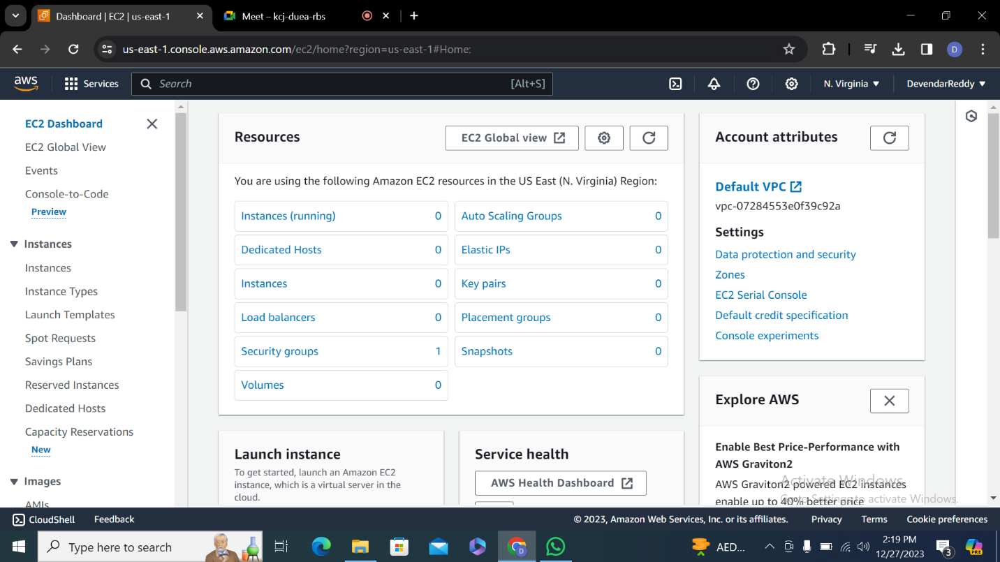 Dashboard | EC2 | us-east-1
Meet – kcj-duea-rbs
us-east-1.console.aws.amazon.com/ec2/home?region=us-east-1#Home:
D
aws
Services
Search
[Alt+S]
N. Virginia
DevendarReddy
EC2 Dashboard
EC2 Global View
Events
Console-to-Code
Preview
Instances
Instances
Instance Types
Launch Templates
Spot Requests
Savings Plans
Reserved Instances
Dedicated Hosts
Capacity Reservations
New
Images
AMIs
Resources
EC2 Global view
You are using the following Amazon EC2 resources in the US East (N. Virginia) Region:
Instances (running) 0
Auto Scaling Groups 0
Dedicated Hosts 0
Elastic IPs 0
Instances 0
Key pairs 0
Load balancers 0
Placement groups 0
Security groups 1
Snapshots 0
Volumes 0
Launch instance
To get started, launch an Amazon EC2
instance, which is a virtual server in the
cloud.
Service health
AWS Health Dashboard
Account attributes
Default VPC
vpc-07284553e0f39c92a
Settings
Data protection and security
Zones
EC2 Serial Console
Default credit specification
Console experiments
Explore AWS
Enable Best Price-Performance with
AWS Graviton2
AWS Graviton2 powered EC2 instances
enable up to 40% better price
Activate Windows
Go to Settings to activate Windows.
CloudShell
Feedback
© 2023, Amazon Web Services, Inc. or its affiliates.
Privacy
Terms
Cookie preferences
Type here to search
D
AED...
2:19 PM
12/27/2023
3
PRE